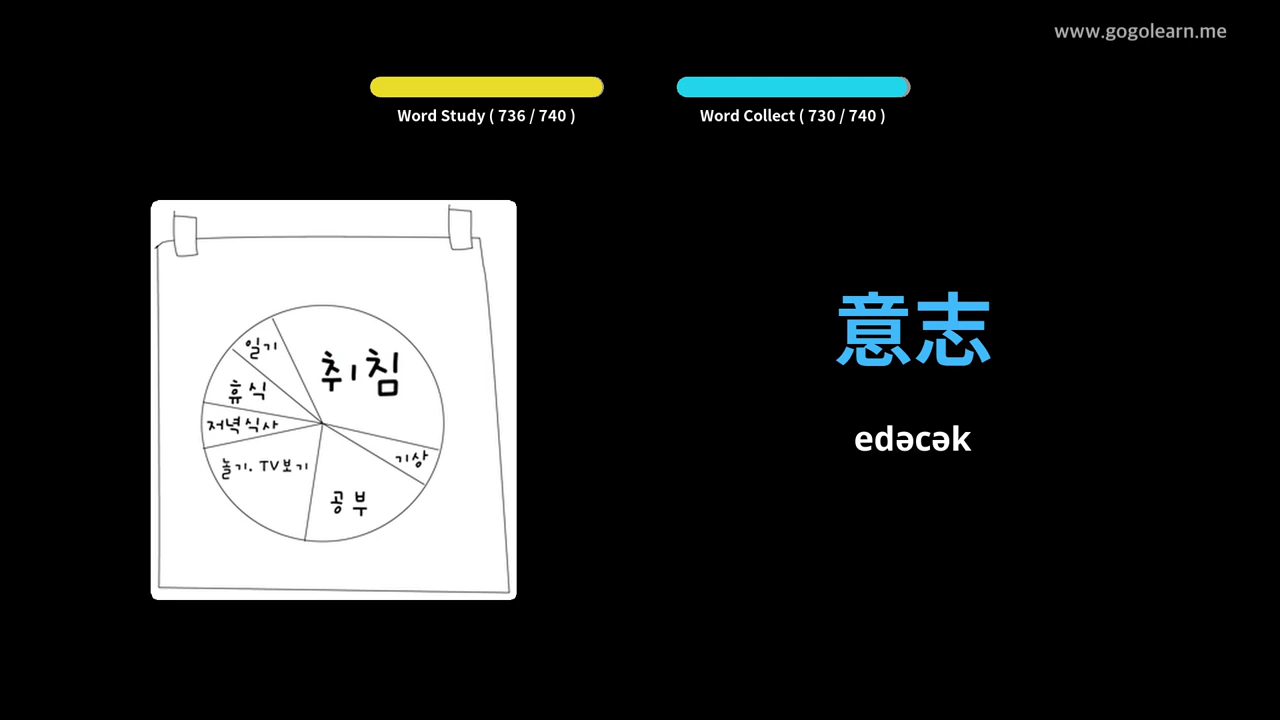 www.gogolearn.me
Word Study ( 736 / 740 )
Word Collect ( 730 / 740 )
일기
취침
휴식
저녁식사
놀기. TV보기
기상
공부
意志
edəcək